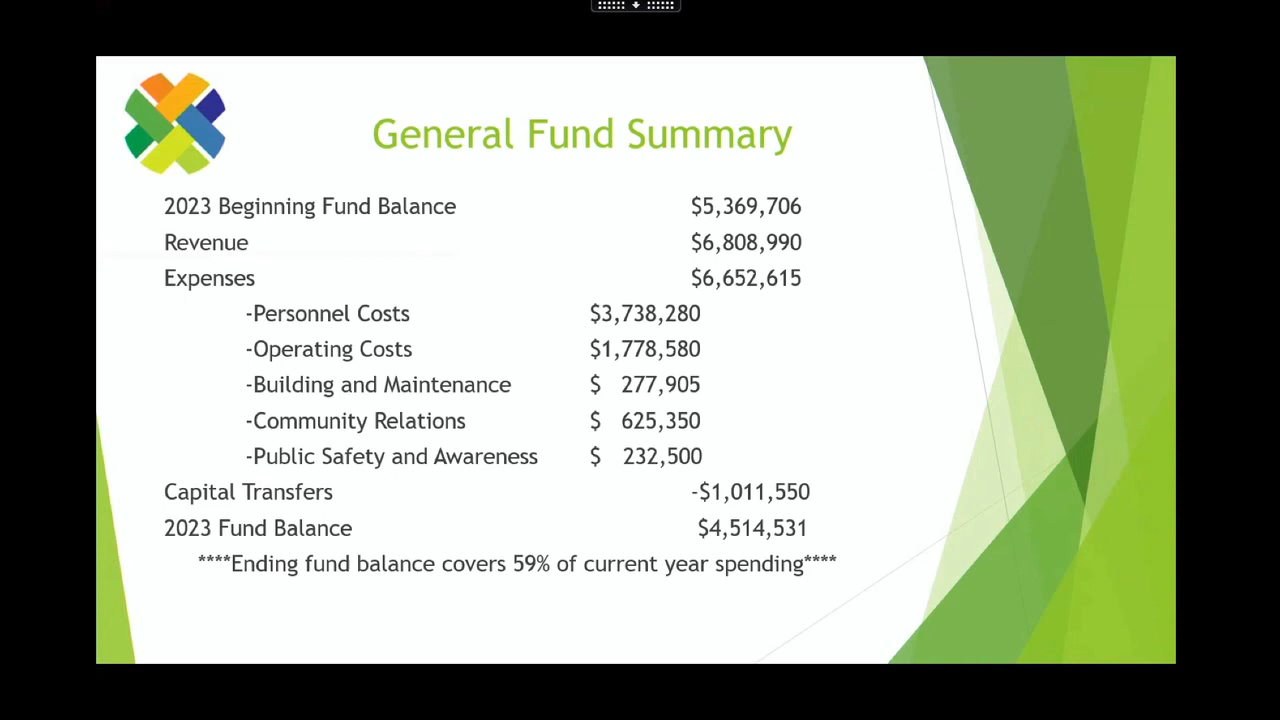 General Fund Summary
2023 Beginning Fund Balance $5,369,706
Revenue $6,808,990
Expenses $6,652,615
-Personnel Costs $3,738,280
-Operating Costs $1,778,580
-Building and Maintenance $ 277,905
-Community Relations $ 625,350
-Public Safety and Awareness $ 232,500
Capital Transfers -$1,011,550
2023 Fund Balance $4,514,531
****Ending fund balance covers 59% of current year spending****